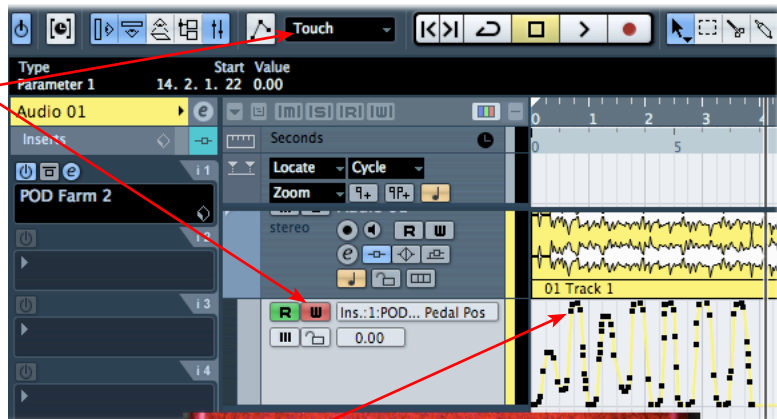 Touch
Type Start Value
Parameter 1 14. 2. 1. 22 0.00
Audio 01 e m S R W 0 1 2 3 4
Inserts Seconds 0 5
e i 1 Locate Cycle
POD Farm 2 Zoom
i 2 stereo R W
e
01 Track 1
i 3 R W Ins.:1:POD... Pedal Pos
0.00
i 4